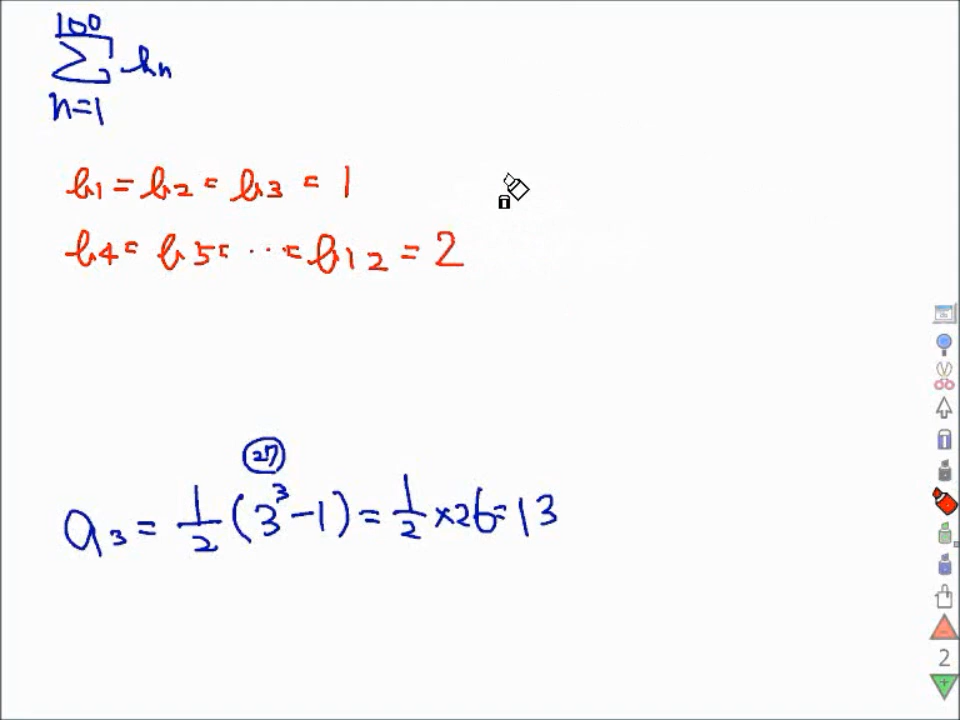 100
∑ bn
n=1
b1 = b2 = b3 = 1
b4 = b5 = ... = b12 = 2
27
a3 = 1/2 (3^3 - 1) = 1/2 × 26 = 13
2